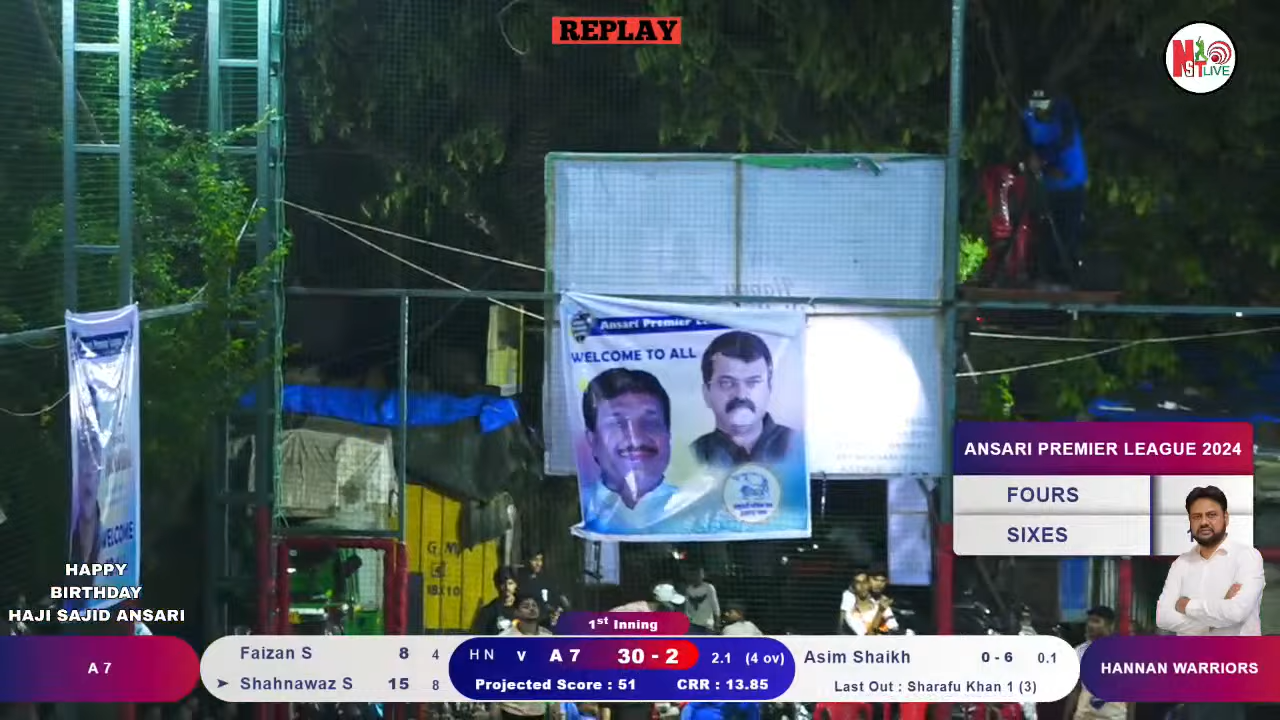 REPLAY
NST LIVE
Ansari Premier
WELCOME TO ALL
WELCOME
ANSARI PREMIER LEAGUE 2024
FOURS
SIXES
HAPPY
BIRTHDAY
HAJI SAJID ANSARI
1st Inning
A 7
Faizan S 8 4
Shahnawaz S 15 8
H N v A 7 30 - 2 2.1 (4 ov)
Projected Score : 51 CRR : 13.85
Asim Shaikh 0 - 6 0.1
Last Out : Sharafu Khan 1 (3)
HANNAN WARRIORS